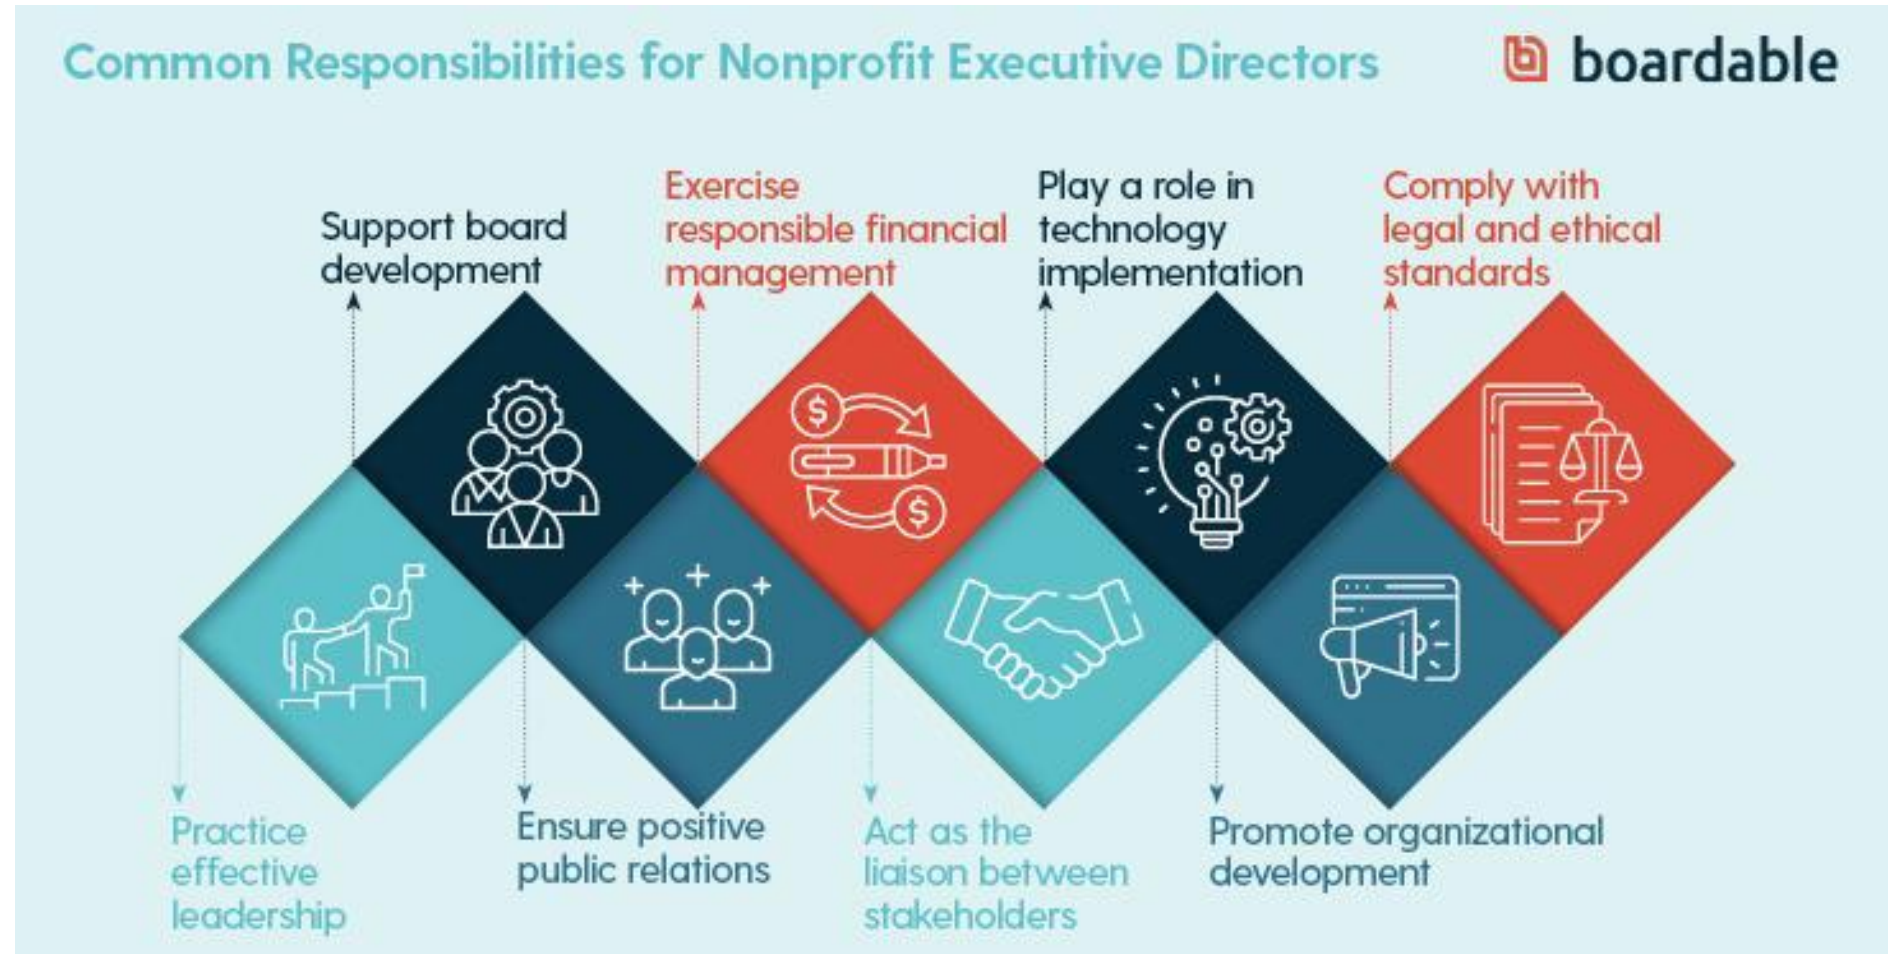 Common Responsibilities for Nonprofit Executive Directors
boardable
Support board
development
Exercise
responsible financial
management
Play a role in
technology
implementation
Comply with
legal and ethical
standards
$
$
Practice
effective
leadership
Ensure positive
public relations
Act as the
liaison between
stakeholders
Promote organizational
development